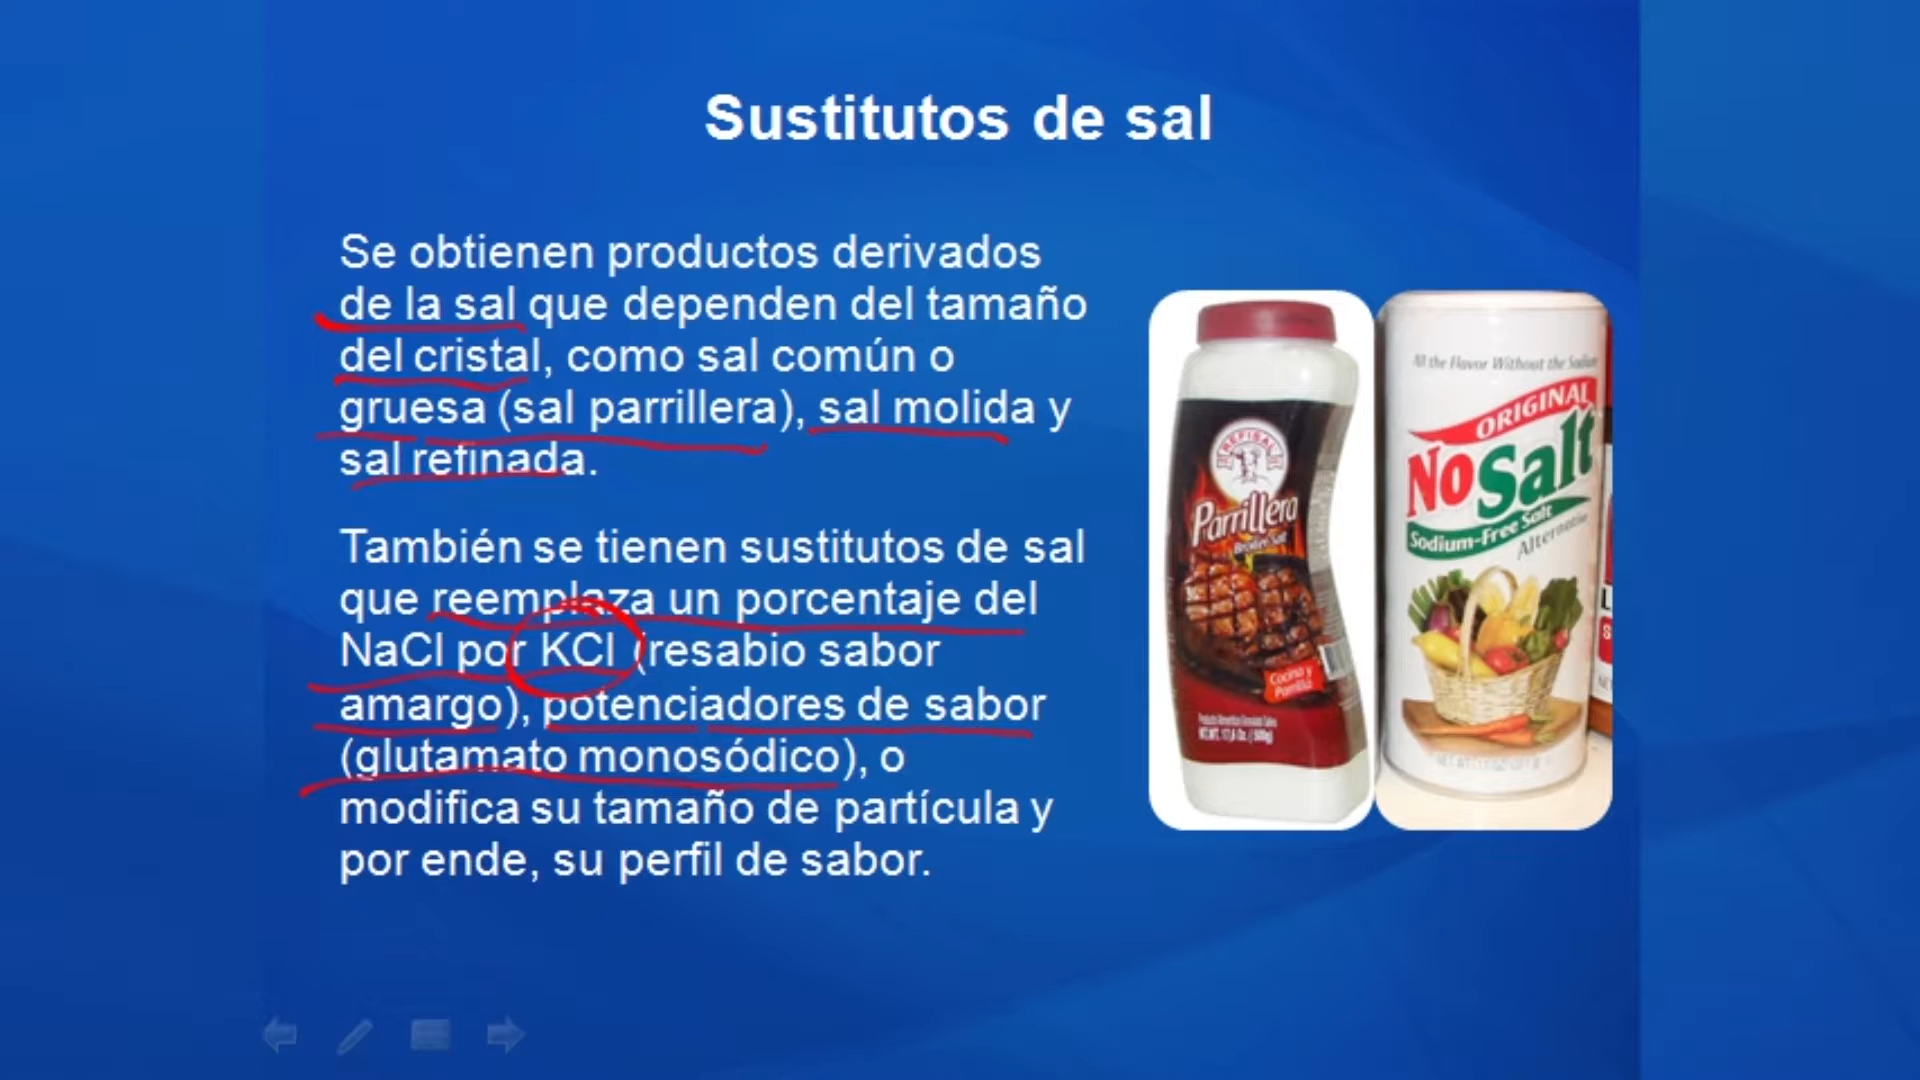 Sustitutos de sal
Se obtienen productos derivados
de la sal que dependen del tamaño
del cristal, como sal común o
gruesa (sal parrillera), sal molida y
sal refinada.
También se tienen sustitutos de sal
que reemplaza un porcentaje del
NaCl por KCl (resabio sabor
amargo), potenciadores de sabor
(glutamato monosódico), o
modifica su tamaño de partícula y
por ende, su perfil de sabor.
REFISAL
Parrillera
Cocina y
Parrilla
All the Flavor Without the Sodium
ORIGINAL
NoSalt
Sodium-Free Salt
Alternative